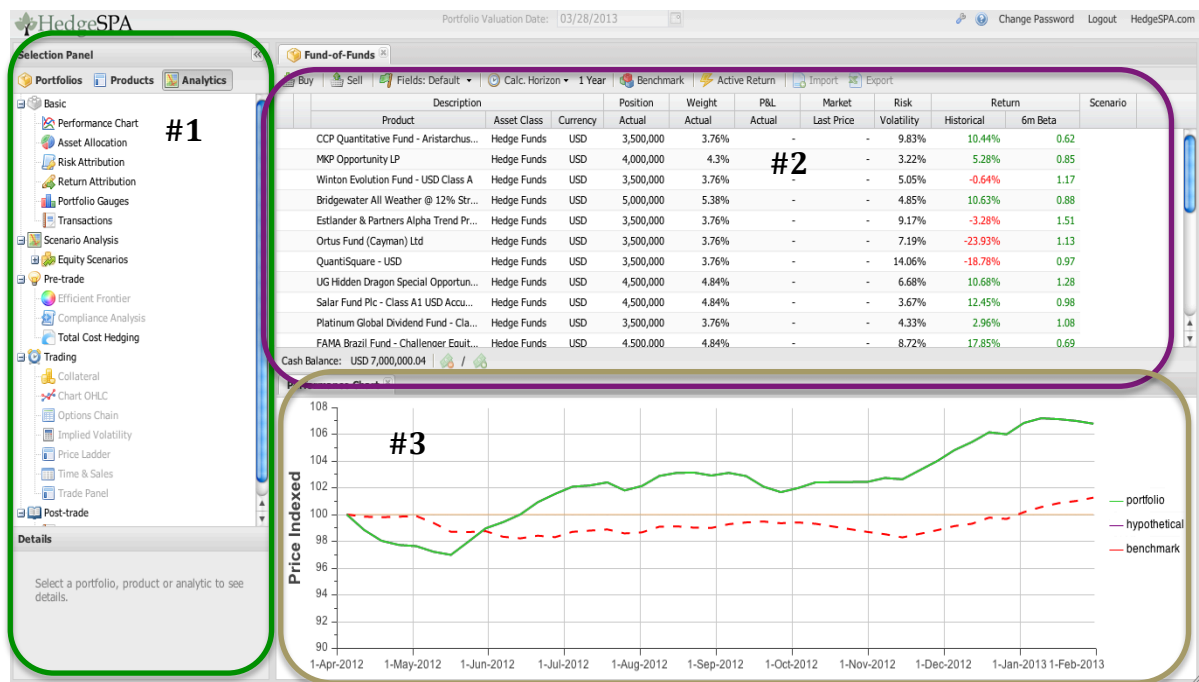 HedgeSPA
Portfolio Valuation Date: 03/28/2013
Change Password Logout HedgeSPA.com
Selection Panel
Portfolios Products Analytics
Basic
Performance Chart
Asset Allocation
Risk Attribution
Return Attribution
Portfolio Gauges
Transactions
Scenario Analysis
Equity Scenarios
Pre-trade
Efficient Frontier
Compliance Analysis
Total Cost Hedging
Trading
Collateral
Chart OHLC
Options Chain
Implied Volatility
Price Ladder
Time & Sales
Trade Panel
Post-trade
#1
Details
Select a portfolio, product or analytic to see
details.
Fund-of-Funds
Buy Sell Fields: Default Calc. Horizon 1 Year Benchmark Active Return Import Export
Description Position Weight P&L Market Risk Return Scenario
Product Asset Class Currency Actual Actual Actual Last Price Volatility Historical 6m Beta
CCP Quantitative Fund - Aristarchus... Hedge Funds USD 3,500,000 3.76% - - 9.83% 10.44% 0.62
MKP Opportunity LP Hedge Funds USD 4,000,000 4.3% - - 3.22% 5.28% 0.85
Winton Evolution Fund - USD Class A Hedge Funds USD 3,500,000 3.76% - - 5.05% -0.64% 1.17
Bridgewater All Weather @ 12% Str... Hedge Funds USD 5,000,000 5.38% - - 4.85% 10.63% 0.88
Estlander & Partners Alpha Trend Pr... Hedge Funds USD 3,500,000 3.76% - - 9.17% -3.28% 1.51
Ortus Fund (Cayman) Ltd Hedge Funds USD 3,500,000 3.76% - - 7.19% -23.93% 1.13
QuantiSquare - USD Hedge Funds USD 3,500,000 3.76% - - 14.06% -18.78% 0.97
UG Hidden Dragon Special Opportun... Hedge Funds USD 4,500,000 4.84% - - 6.68% 10.68% 1.28
Salar Fund Plc - Class A1 USD Accu... Hedge Funds USD 4,500,000 4.84% - - 3.67% 12.45% 0.98
Platinum Global Dividend Fund - Cla... Hedge Funds USD 3,500,000 3.76% - - 4.33% 2.96% 1.08
FAMA Brazil Fund - Challenger Equit... Hedge Funds USD 4,500,000 4.84% - - 8.72% 17.85% 0.69
#2
Cash Balance: USD 7,000,000.04 /
Performance Chart
#3
Price Indexed
108
106
104
102
100
98
96
94
92
90
1-Apr-2012 1-May-2012 1-Jun-2012 1-Jul-2012 1-Aug-2012 1-Sep-2012 1-Oct-2012 1-Nov-2012 1-Dec-2012 1-Jan-2013 1-Feb-2013
portfolio
hypothetical
benchmark